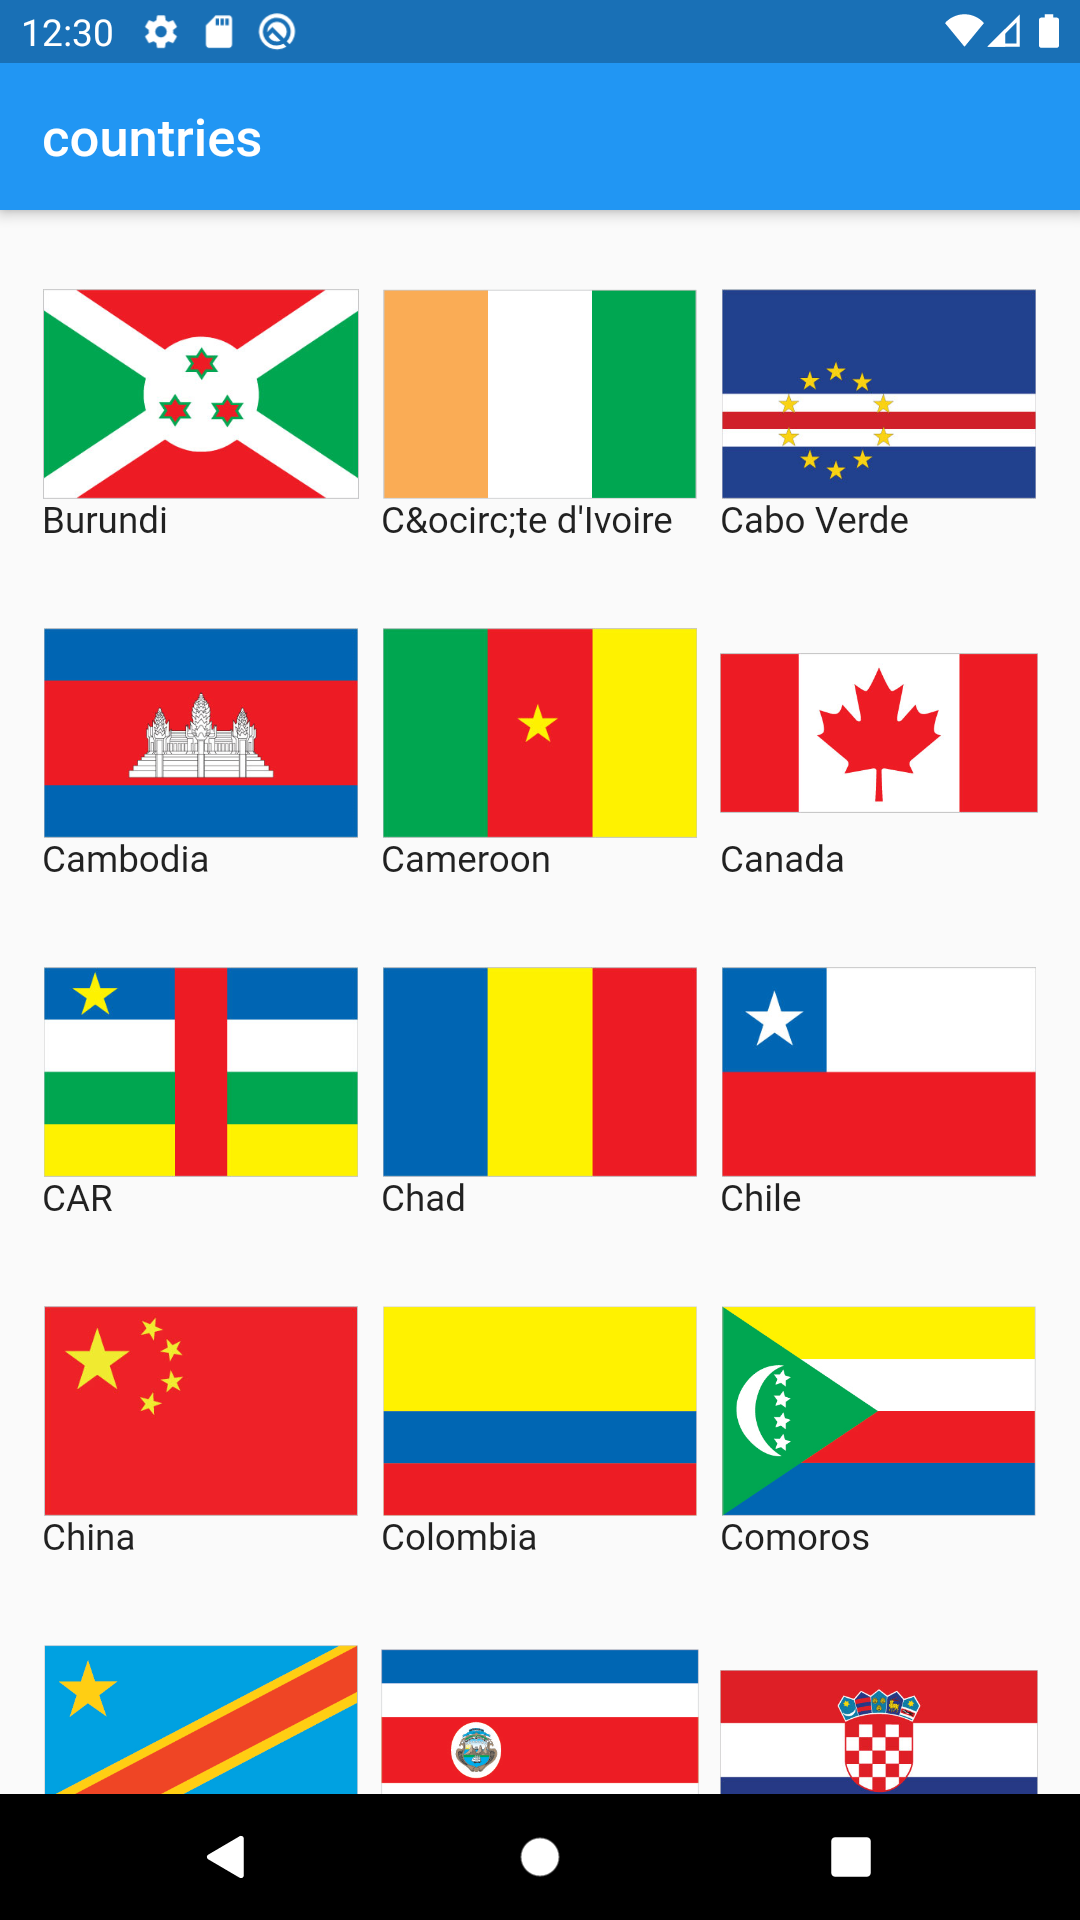 12:30
countries
Burundi
C&ocirc;te d'Ivoire
Cabo Verde
Cambodia
Cameroon
Canada
CAR
Chad
Chile
China
Colombia
Comoros